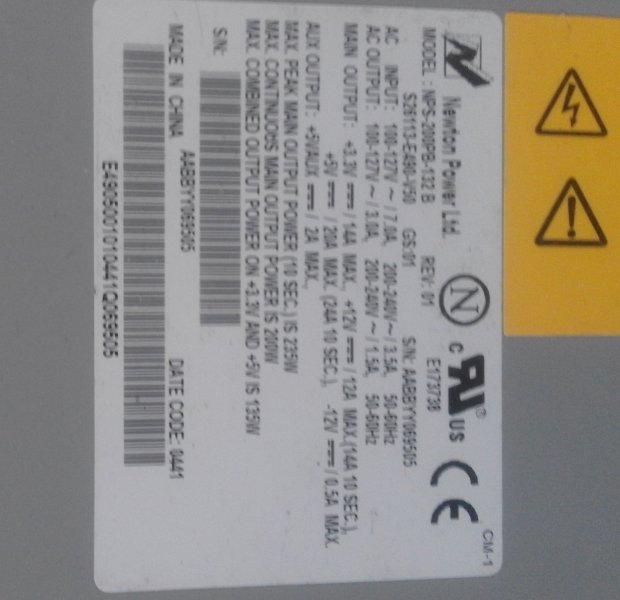 Newton Power Ltd.
MODEL : NPS-200PB-132 B REV: 01
E173738
S26113-E490-V50 GS:01 S/N: AABBYY069505
AC INPUT: 100-127V ~ / 7.0A, 200-240V ~ / 3.5A, 50-60Hz
AC OUTPUT: 100-127V ~ / 3.0A, 200-240V ~ / 1.5A, 50-60Hz
MAIN OUTPUT: +3.3V ⎓ / 14A MAX., +12V ⎓ / 12A MAX.(14A 10 SEC.)
+5V ⎓ / 20A MAX. (24A 10 SEC.), -12V ⎓ / 0.5A MAX.
AUX OUTPUT: +5VAUX ⎓ / 2A MAX.,
MAX. PEAK MAIN OUTPUT POWER (10 SEC.) IS 235W
MAX. CONTINUOUS MAIN OUTPUT POWER IS 200W
MAX. COMBINED OUTPUT POWER ON +3.3V AND +5V IS 135W
S/N:
AABBYY069505
MADE IN CHINA DATE CODE: 0441
E4905001010441Q069505
N
c RU ® US
CE
CM-1